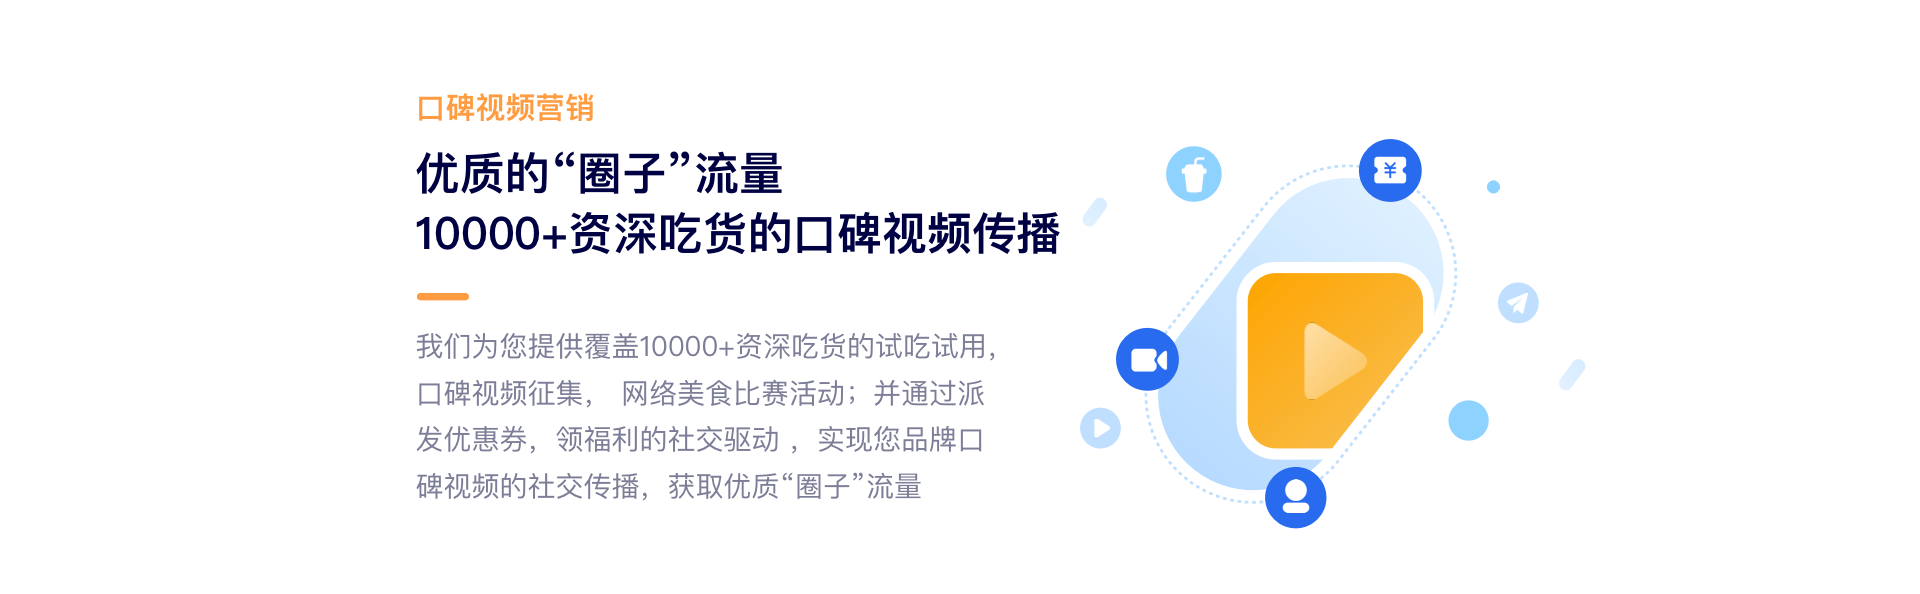 口碑视频营销
优质的“圈子”流量
10000+资深吃货的口碑视频传播
我们为您提供覆盖10000+资深吃货的试吃试用，
口碑视频征集， 网络美食比赛活动；并通过派
发优惠券，领福利的社交驱动 ，实现您品牌口
碑视频的社交传播，获取优质“圈子”流量
¥